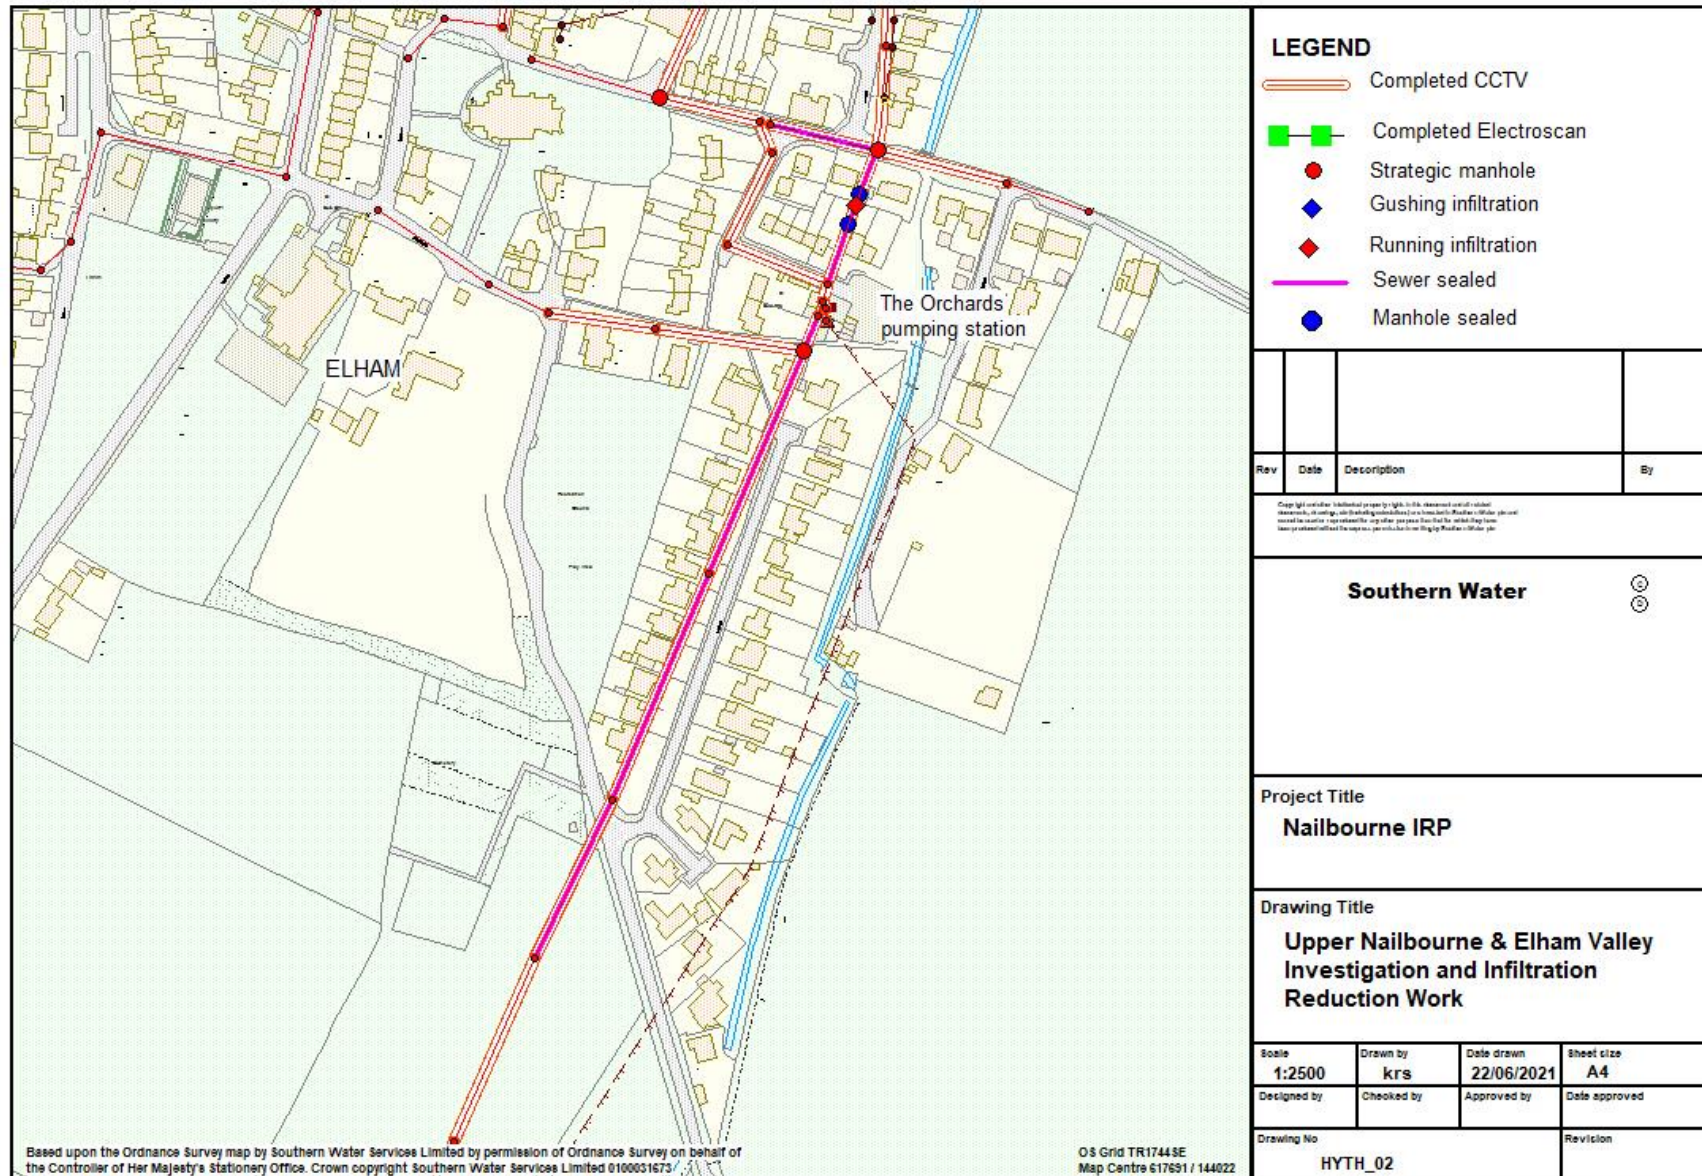 The Orchards
pumping station
ELHAM
Based upon the Ordnance Survey map by Southern Water Services Limited by permission of Ordnance Survey on behalf of
the Controller of Her Majesty's Stationery Office. Crown copyright Southern Water Services Limited 0100031673
OS Grid TR1744SE
Map Centre 617691 / 144022
LEGEND
Completed CCTV
Completed Electroscan
Strategic manhole
Gushing infiltration
Running infiltration
Sewer sealed
Manhole sealed
Rev Date Description By
Southern Water
Project Title
Nailbourne IRP
Drawing Title
Upper Nailbourne & Elham Valley
Investigation and Infiltration
Reduction Work
Scale Drawn by Date drawn Sheet size
1:2500 krs 22/06/2021 A4
Designed by Checked by Approved by Date approved
Drawing No Revision
HYTH_02